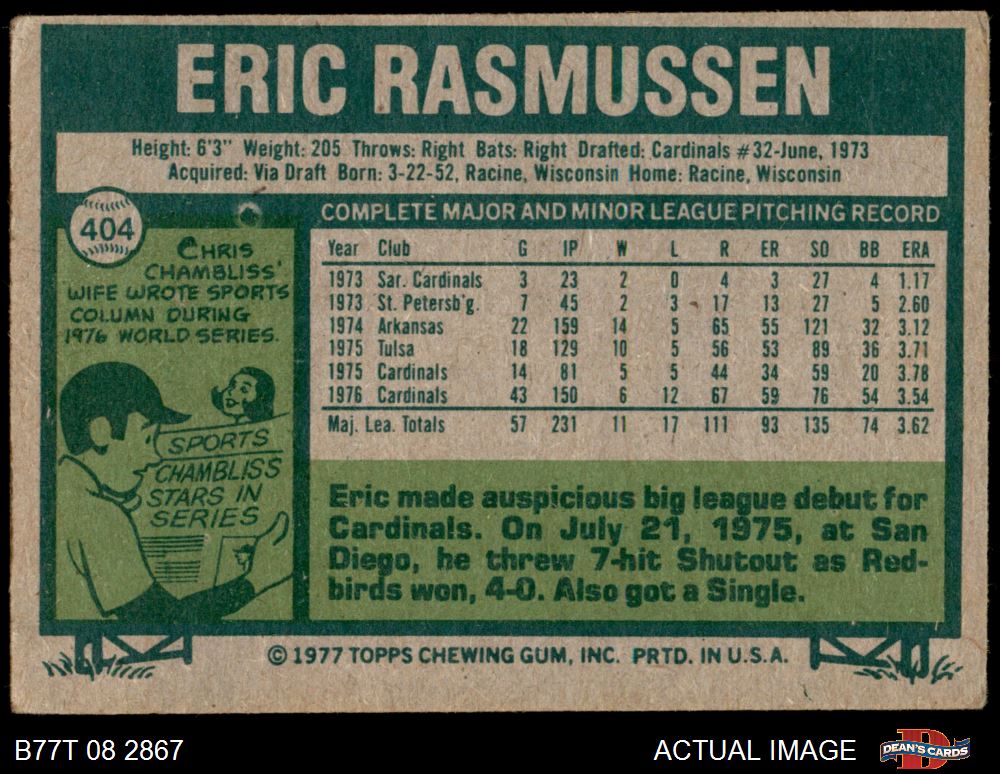 ERIC RASMUSSEN
Height: 6'3" Weight: 205 Throws: Right Bats: Right Drafted: Cardinals #32-June, 1973
Acquired: Via Draft Born: 3-22-52, Racine, Wisconsin Home: Racine, Wisconsin
404
CHRIS
CHAMBLISS'
WIFE WROTE SPORTS
COLUMN DURING
1976 WORLD SERIES.
SPORTS
CHAMBLISS
STARS IN
SERIES
COMPLETE MAJOR AND MINOR LEAGUE PITCHING RECORD
Year Club G IP W L R ER SO BB ERA
1973 Sar. Cardinals 3 23 2 0 4 3 27 4 1.17
1973 St. Petersb'g. 7 45 2 3 17 13 27 5 2.60
1974 Arkansas 22 159 14 5 65 55 121 32 3.12
1975 Tulsa 18 129 10 5 56 53 89 36 3.71
1975 Cardinals 14 81 5 5 44 34 59 20 3.78
1976 Cardinals 43 150 6 12 67 59 76 54 3.54
Maj. Lea. Totals 57 231 11 17 111 93 135 74 3.62
Eric made auspicious big league debut for
Cardinals. On July 21, 1975, at San
Diego, he threw 7-hit Shutout as Red-
birds won, 4-0. Also got a Single.
© 1977 TOPPS CHEWING GUM, INC. PRTD. IN U.S.A.
B77T 08 2867
ACTUAL IMAGE
DEAN'S CARDS